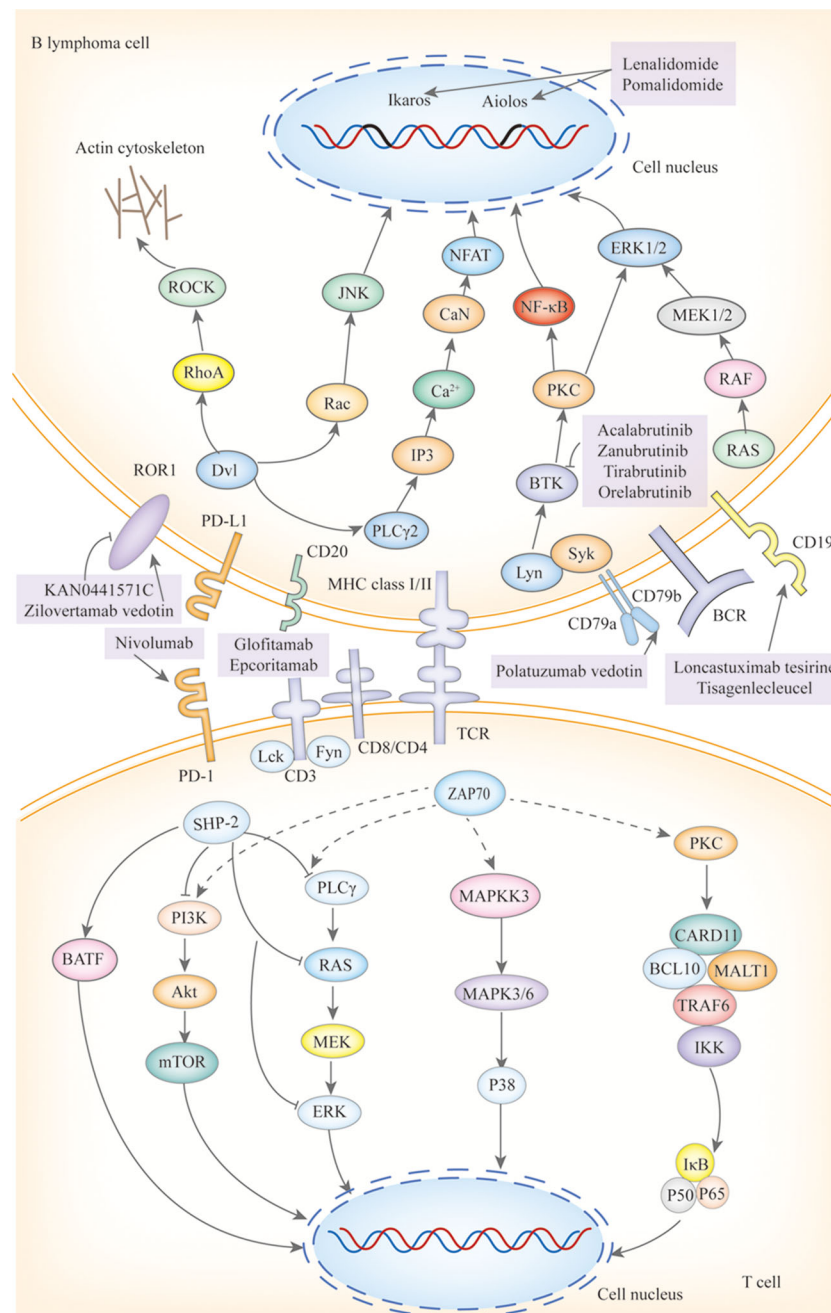 B lymphoma cell
Lenalidomide
Pomalidomide
Ikaros
Aiolos
Cell nucleus
Actin cytoskeleton
NFAT
ERK1/2
ROCK
JNK
CaN
NF-κB
MEK1/2
RhoA
Rac
Ca²⁺
PKC
RAF
Acalabrutinib
Zanubrutinib
Tirabrutinib
Orelabrutinib
RAS
ROR1
Dvl
IP3
BTK
PD-L1
PLCγ2
CD20
MHC class I/II
Lyn
Syk
CD19
CD79b
CD79a
BCR
KAN0441571C
Zilovertamab vedotin
Nivolumab
Glofitamab
Epcoritamab
Polatuzumab vedotin
Loncastuximab tesirine
Tisagenlecleucel
PD-1
Lck
Fyn
CD3
CD8/CD4
TCR
SHP-2
ZAP70
PKC
PLCγ
MAPKK3
PI3K
CARD11
BATF
RAS
BCL10
MALT1
Akt
MAPK3/6
TRAF6
mTOR
MEK
IKK
ERK
P38
IκB
P50
P65
Cell nucleus
T cell